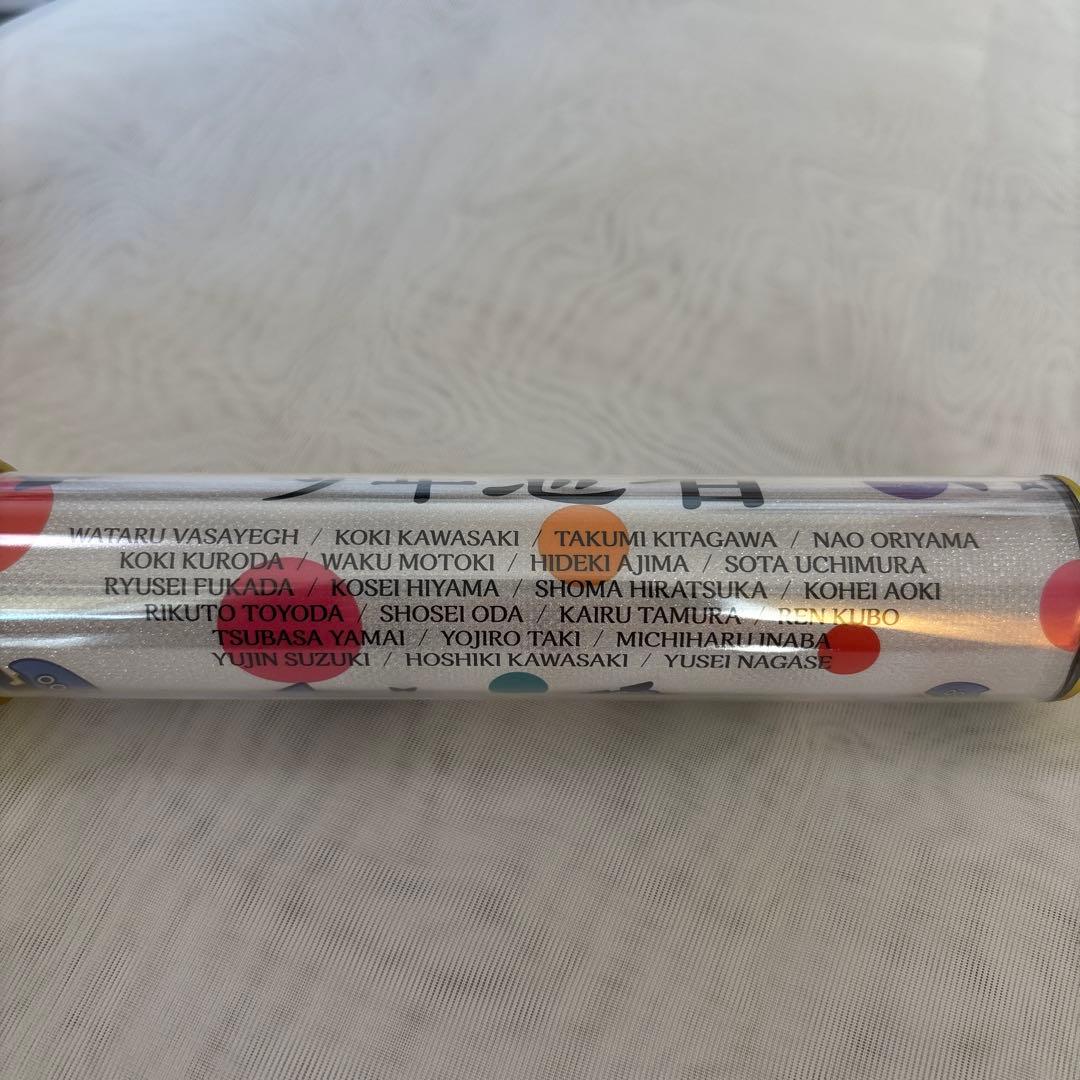 WATARU VASAYEGH / KOKI KAWASAKI / TAKUMI KITAGAWA / NAO ORIYAMA
KOKI KURODA / WAKU MOTOKI / HIDEKI AJIMA / SOTA UCHIMURA
RYUSEI FUKADA / KOSEI HIYAMA / SHOMA HIRATSUKA / KOHEI AOKI
RIKUTO TOYODA / SHOSEI ODA / KAIRU TAMURA / REN KUBO
TSUBASA YAMAI / YOJIRO TAKI / MICHIHARU INABA
YUJIN SUZUKI / HOSHIKI KAWASAKI / YUSEI NAGASE